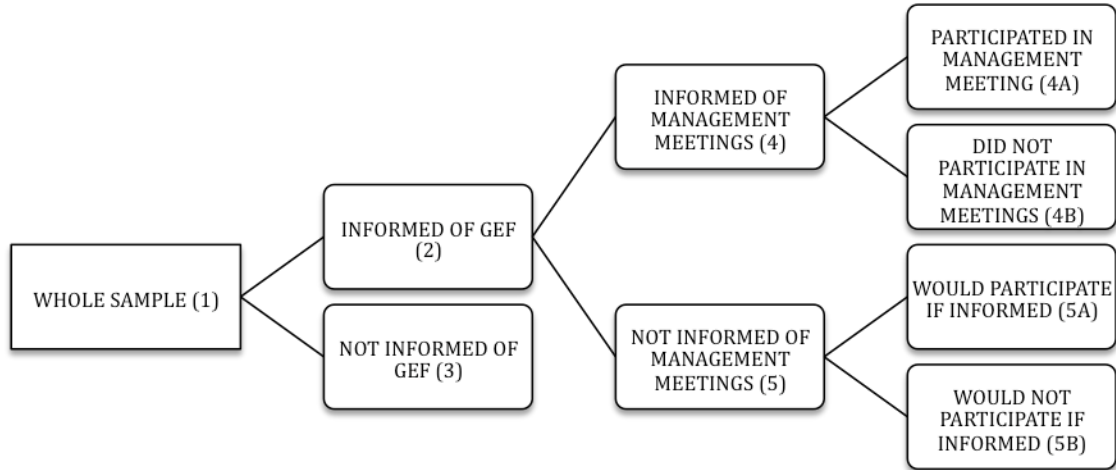 WHOLE SAMPLE (1)
INFORMED OF GEF
(2)
NOT INFORMED OF
GEF (3)
INFORMED OF
MANAGEMENT
MEETINGS (4)
NOT INFORMED OF
MANAGEMENT
MEETINGS (5)
PARTICIPATED IN
MANAGEMENT
MEETING (4A)
DID NOT
PARTICIPATE IN
MANAGEMENT
MEETINGS (4B)
WOULD PARTICIPATE
IF INFORMED (5A)
WOULD NOT
PARTICIPATE IF
INFORMED (5B)